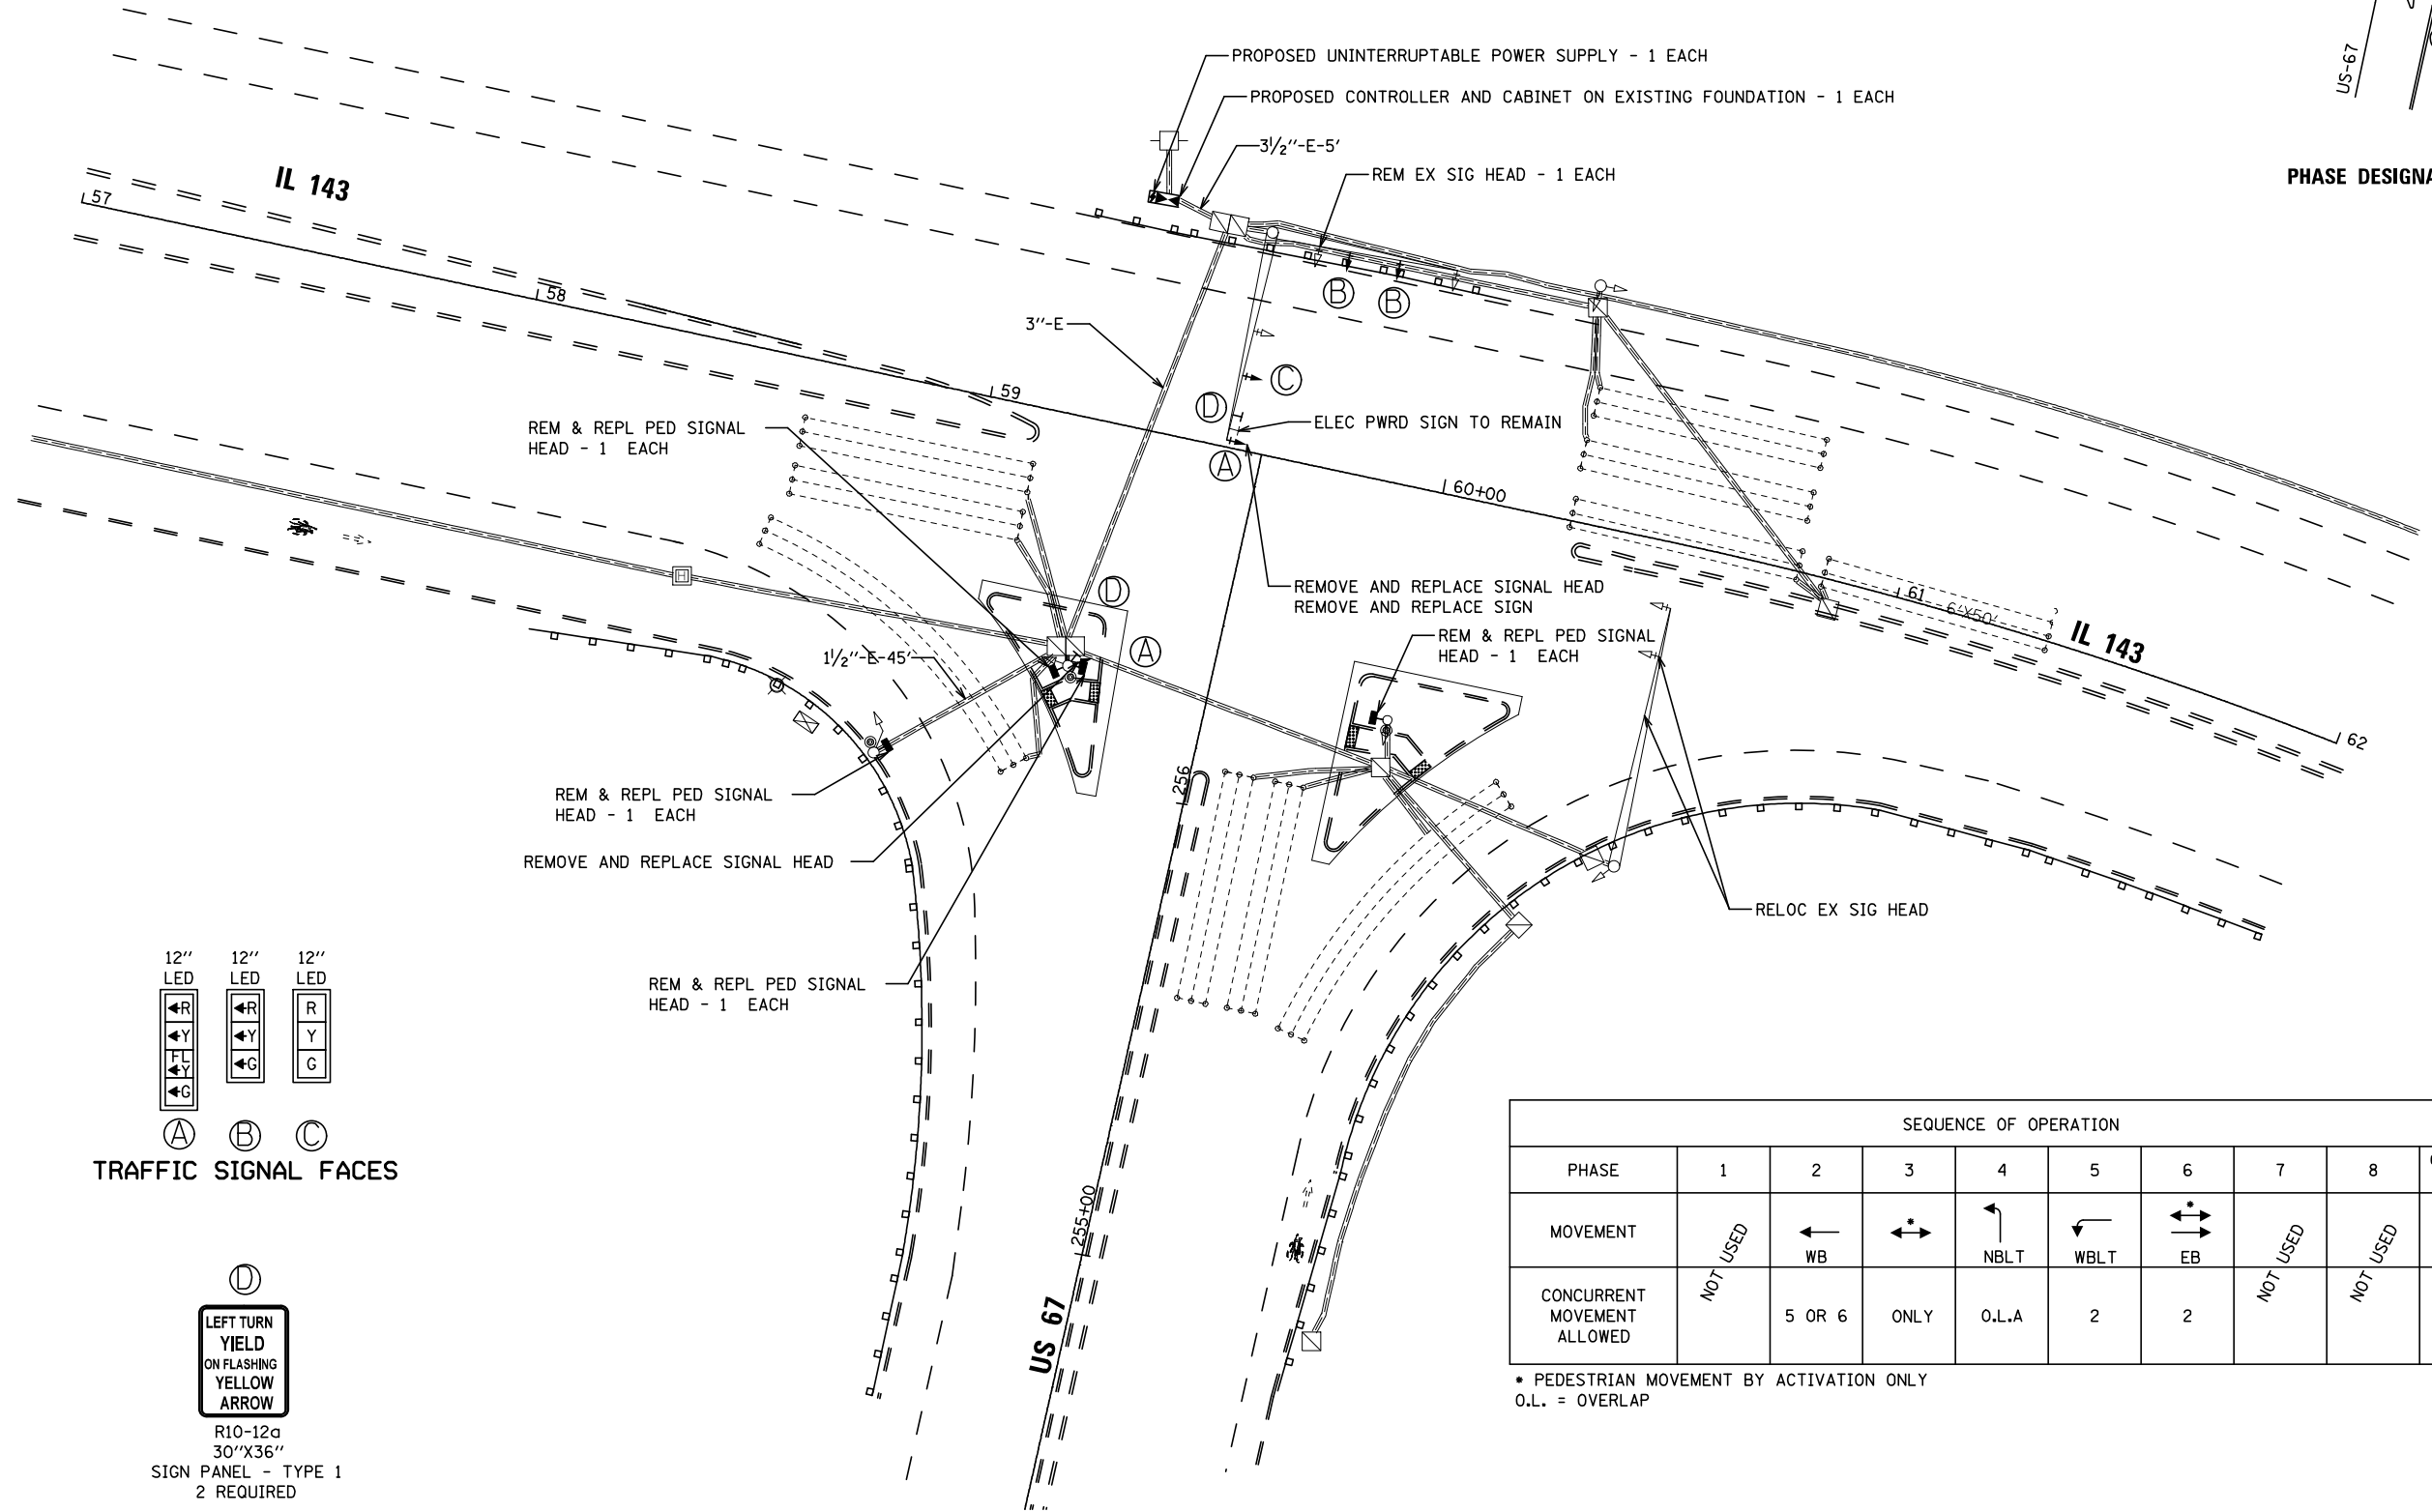 PROPOSED UNINTERRUPTABLE POWER SUPPLY - 1 EACH
PROPOSED CONTROLLER AND CABINET ON EXISTING FOUNDATION - 1 EACH
3½"-E-5'
REM EX SIG HEAD - 1 EACH
US-67
PHASE DESIGNA
IL 143
57
58
59
60+00
61
62
3"-E
B
B
C
D
A
ELEC PWRD SIGN TO REMAIN
REM & REPL PED SIGNAL
HEAD - 1 EACH
REMOVE AND REPLACE SIGNAL HEAD
REMOVE AND REPLACE SIGN
REM & REPL PED SIGNAL
HEAD - 1 EACH
6'X50'
IL 143
H
D
A
1½"-E-45'
REM & REPL PED SIGNAL
HEAD - 1 EACH
REMOVE AND REPLACE SIGNAL HEAD
REM & REPL PED SIGNAL
HEAD - 1 EACH
RELOC EX SIG HEAD
256
255+00
US 67
12" 12" 12"
LED LED LED
R R R
Y Y Y
FL Y G G
G
A B C
TRAFFIC SIGNAL FACES
D
LEFT TURN
YIELD
ON FLASHING
YELLOW
ARROW
R10-12a
30"X36"
SIGN PANEL - TYPE 1
2 REQUIRED
SEQUENCE OF OPERATION
PHASE 1 2 3 4 5 6 7 8
MOVEMENT NOT USED WB * NBLT WBLT * EB NOT USED NOT USED
CONCURRENT
MOVEMENT
ALLOWED
5 OR 6 ONLY O.L.A 2 2
* PEDESTRIAN MOVEMENT BY ACTIVATION ONLY
O.L. = OVERLAP